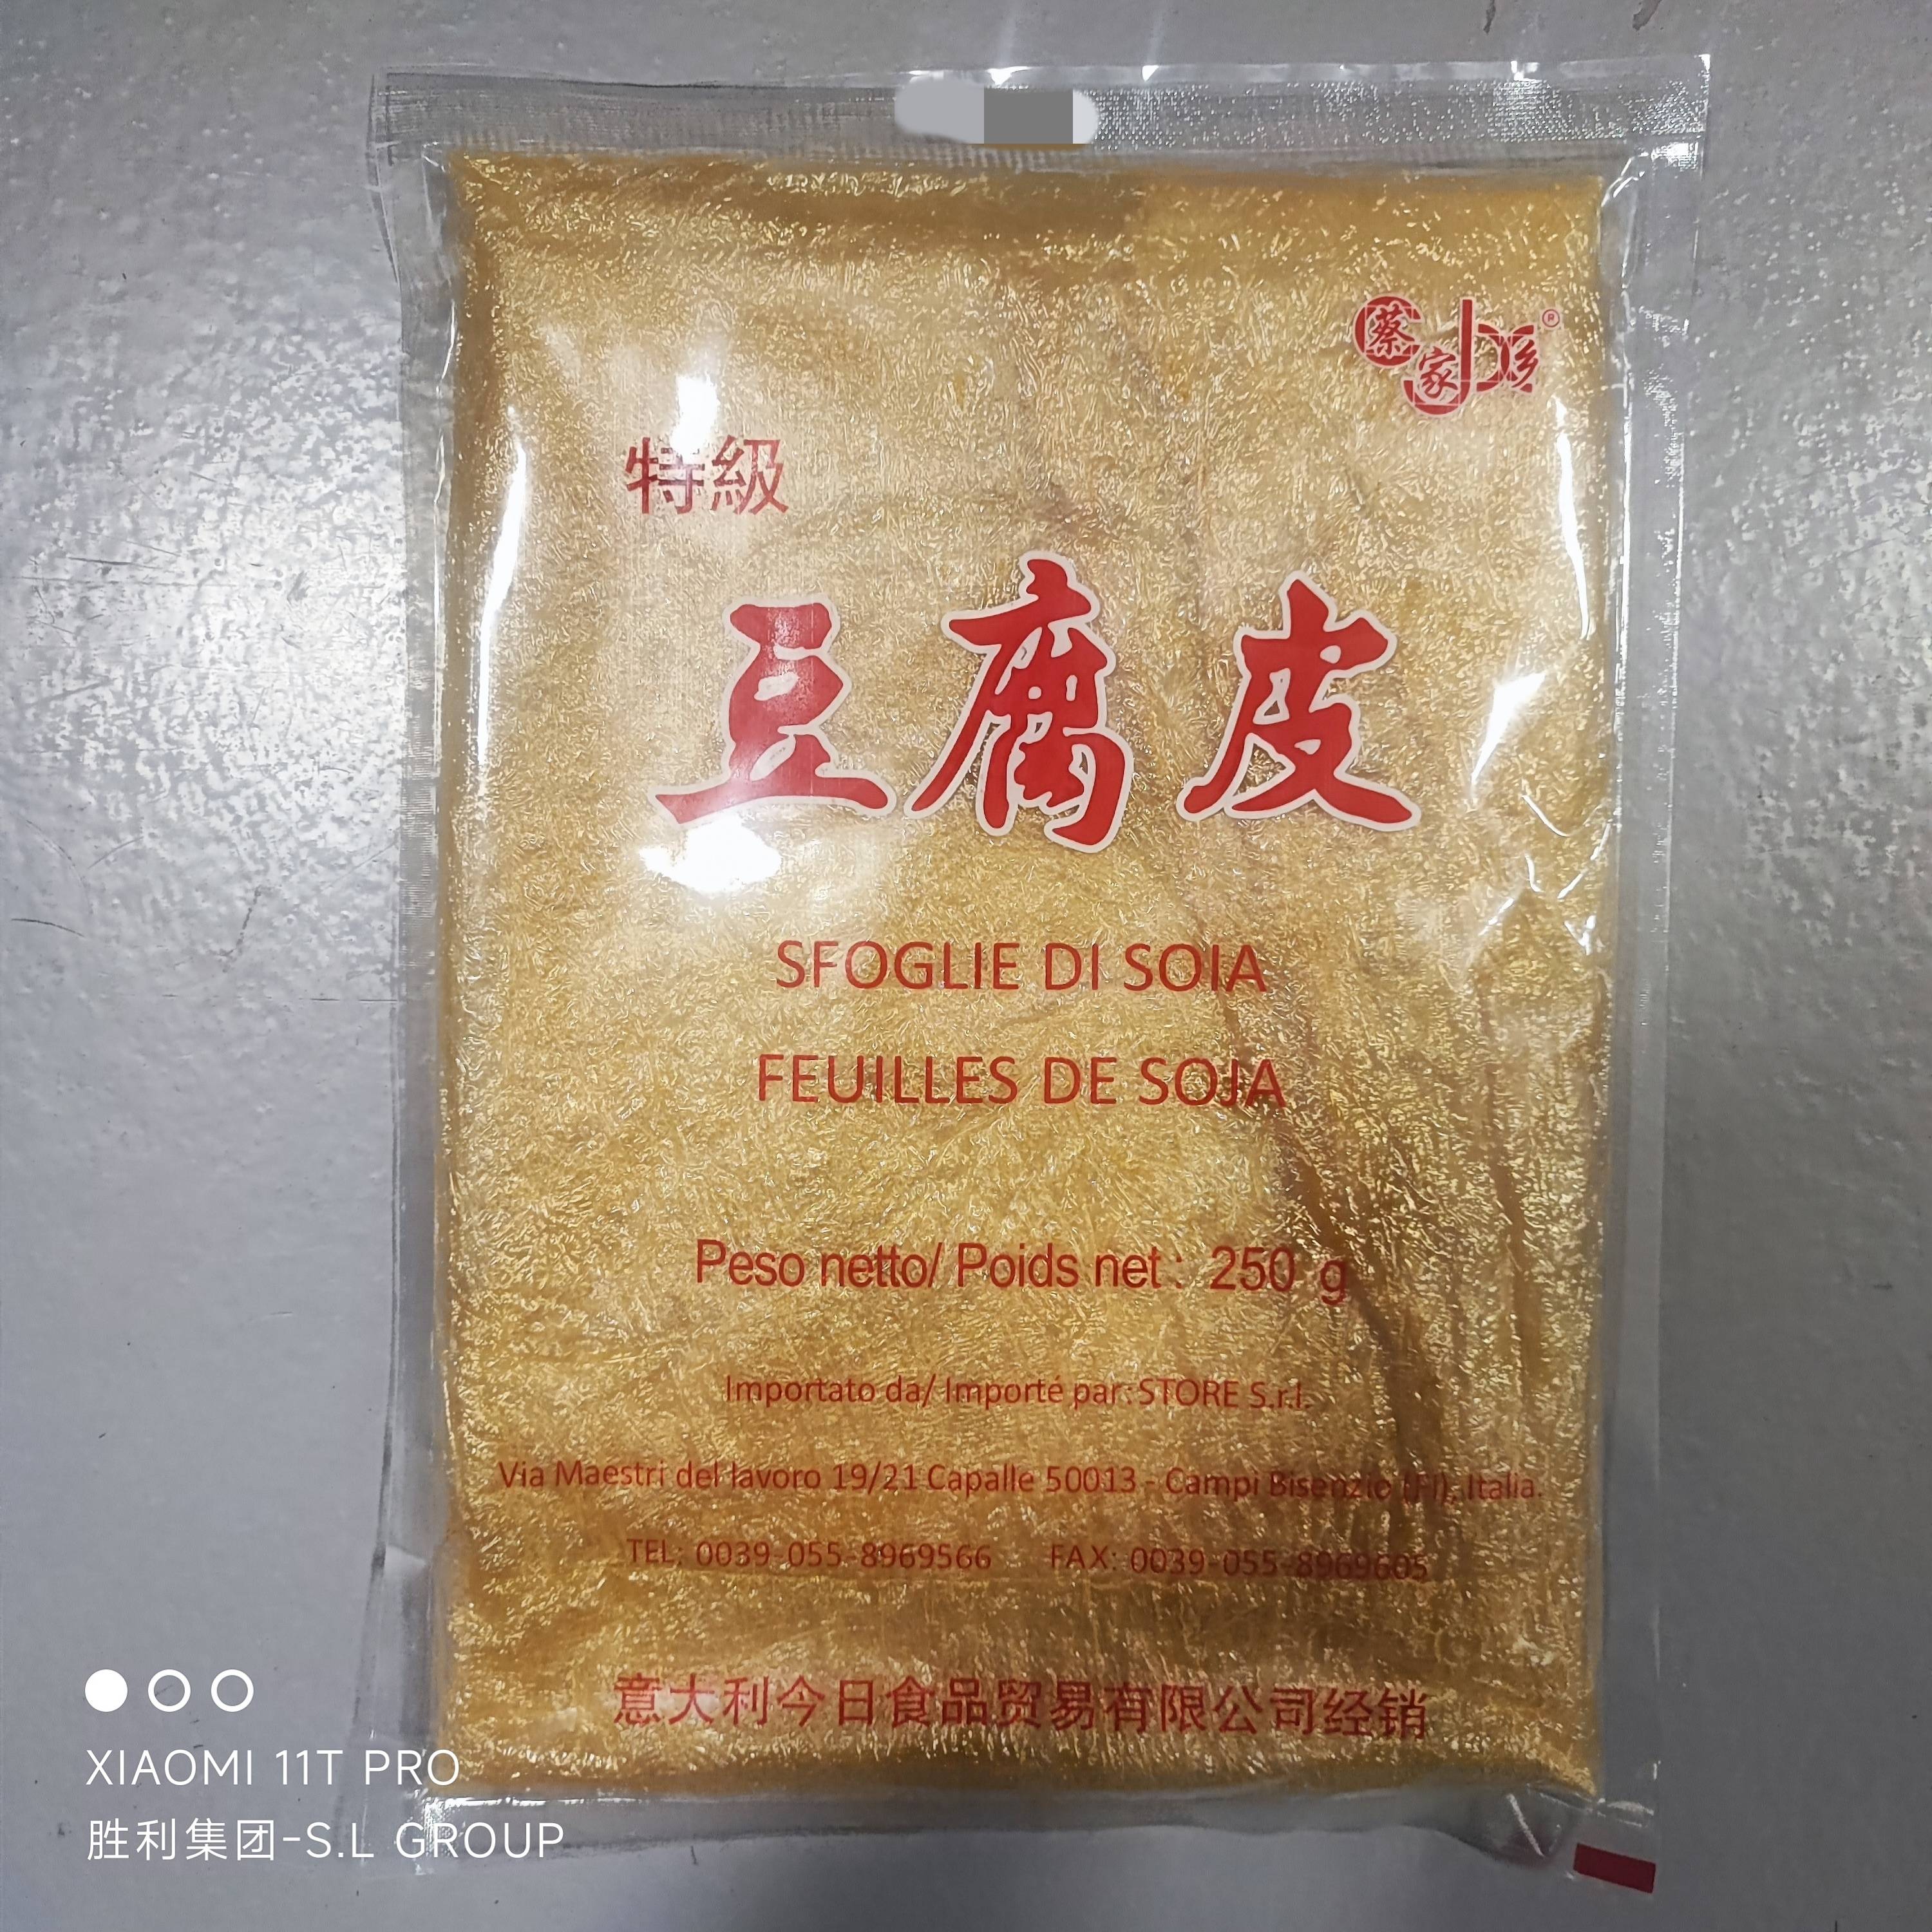 蔡家
®
特級
豆腐皮
SFOGLIE DI SOIA
FEUILLES DE SOJA
Peso netto/ Poids net : 250 g
Importato da/ Importé par: STORE S.r.l.
Via Maestri del lavoro 19/21 Capalle 50013 - Campi Bisenzio (FI), Italia.
TEL: 0039-055-8969566 FAX: 0039-055-8969605
意大利今日食品贸易有限公司经销
XIAOMI 11T PRO
胜利集团-S.L GROUP